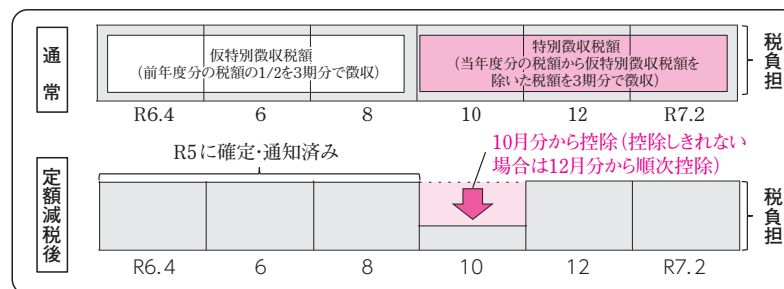 通常
仮特別徴収税額
(前年度分の税額の1/2を3期分で徴収)
特別徴収税額
(当年度分の税額から仮特別徴収税額を
除いた税額を3期分で徴収)
税負担
R6.4 6 8 10 12 R7.2
R5に確定・通知済み
10月分から控除(控除しきれない
場合は12月分から順次控除)
定額減税後
税負担
R6.4 6 8 10 12 R7.2